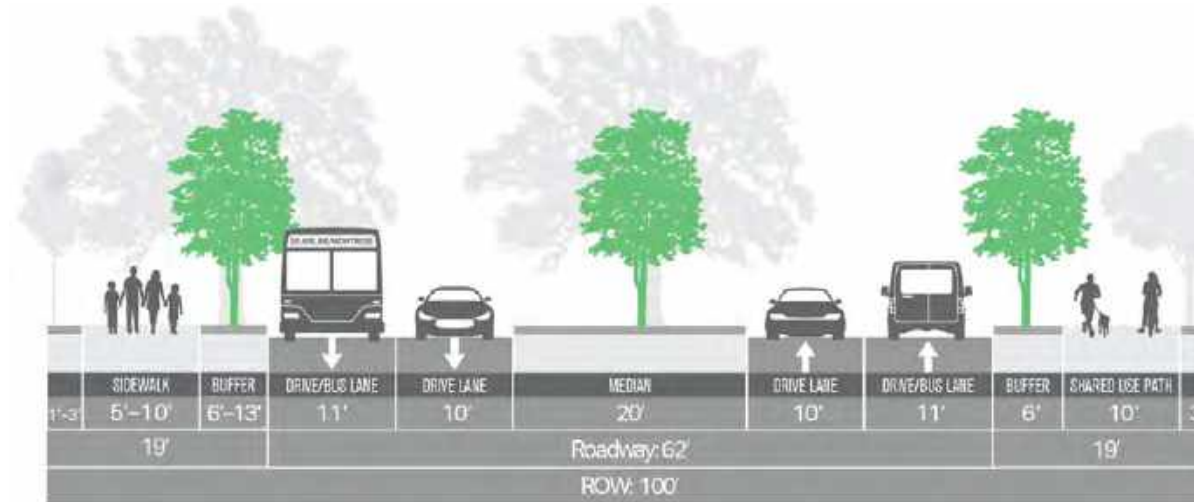 SIDEWALK BUFFER DRIVE/BUS LANE DRIVE LANE MEDIAN DRIVE LANE DRIVE/BUS LANE BUFFER SHARED USE PATH
1'-3' 5'-10' 6'-13' 11' 10' 20' 10' 11' 6' 10'
19' Roadway: 62' 19'
ROW: 100'